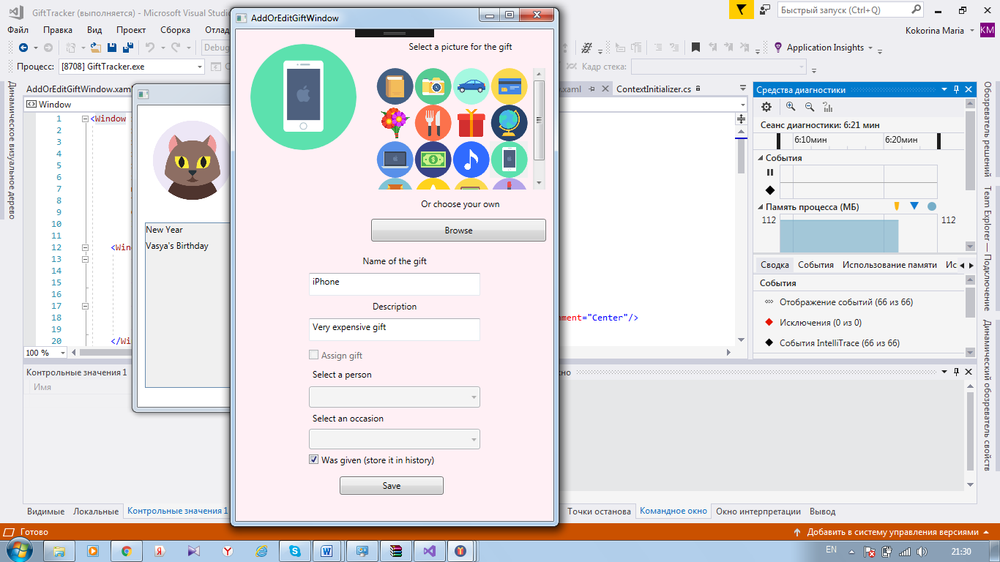 GiftTracker (выполняется) - Microsoft Visual Studio
Быстрый запуск (Ctrl+Q)
Файл Правка Вид Проект Сборка Отлад
Kokorina Maria KM
Debug
Application Insights
Процесс: [8708] GiftTracker.exe
Кадр стека:
Динамическое визуальное дерево
AddOrEditGiftWindow.xaml
.xaml
ContextInitializer.cs
Window
1
2
3
4
5
6
7
8
9
10
11
12
13
14
15
16
17
18
19
20
<Window
<Win
</Wi
nment="Center"/>
100 %
New Year
Vasya's Birthday
AddOrEditGiftWindow
Select a picture for the gift
Or choose your own
Browse
Name of the gift
iPhone
Description
Very expensive gift
Assign gift
Select a person
Select an occasion
Was given (store it in history)
Save
Средства диагностики
Сеанс диагностики: 6:21 мин
6:10мин 6:20мин
События
Память процесса (МБ)
112 112
Сводка События Использование памяти Ис
События
Отображение событий (66 из 66)
Исключения (0 из 0)
События IntelliTrace (66 из 66)
Обозреватель решений
Team Explorer — Подключение
Динамический обозреватель свойств
Контрольные значения 1
Имя
но
Видимые Локальные Контрольные значения 1
Точки останова Командное окно Окно интерпретации Вывод
Готово
Добавить в систему управления версиями
EN 21:30